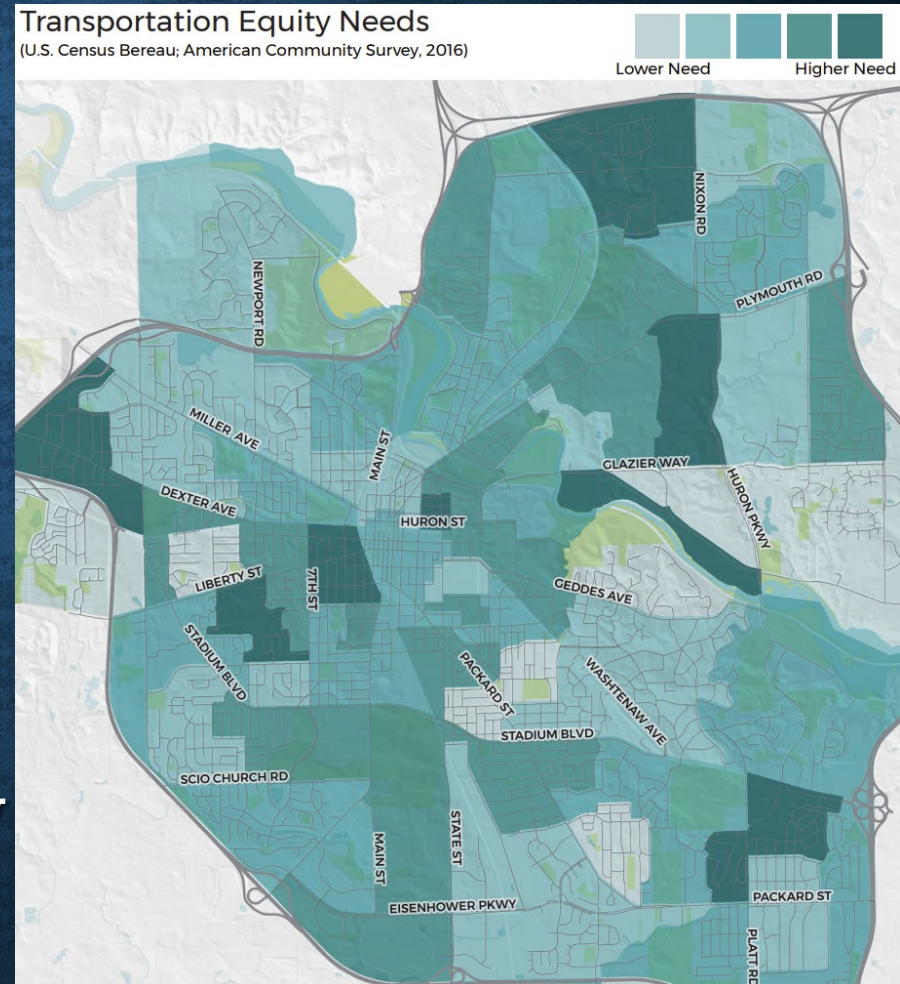 Transportation Equity Needs
(U.S. Census Bereau; American Community Survey, 2016)
Lower Need
Higher Need
NIXON RD
NEWPORT RD
PLYMOUTH RD
MILLER AVE
MAIN ST
GLAZIER WAY
DEXTER AVE
HURON PKWY
HURON ST
LIBERTY ST
7TH ST
GEDDES AVE
STADIUM BLVD
PACKARD ST
WASHTENAW AVE
STADIUM BLVD
SCIO CHURCH RD
MAIN ST
STATE ST
EISENHOWER PKWY
PACKARD ST
PLATT RD